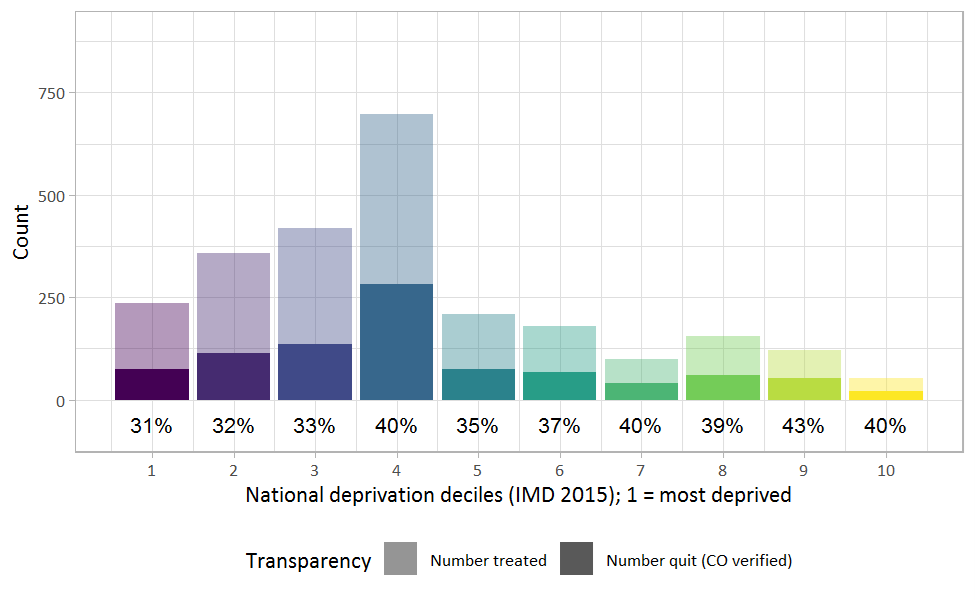 750
500
250
0
Count
31% 32% 33% 40% 35% 37% 40% 39% 43% 40%
1 2 3 4 5 6 7 8 9 10
National deprivation deciles (IMD 2015); 1 = most deprived
Transparency Number treated Number quit (CO verified)